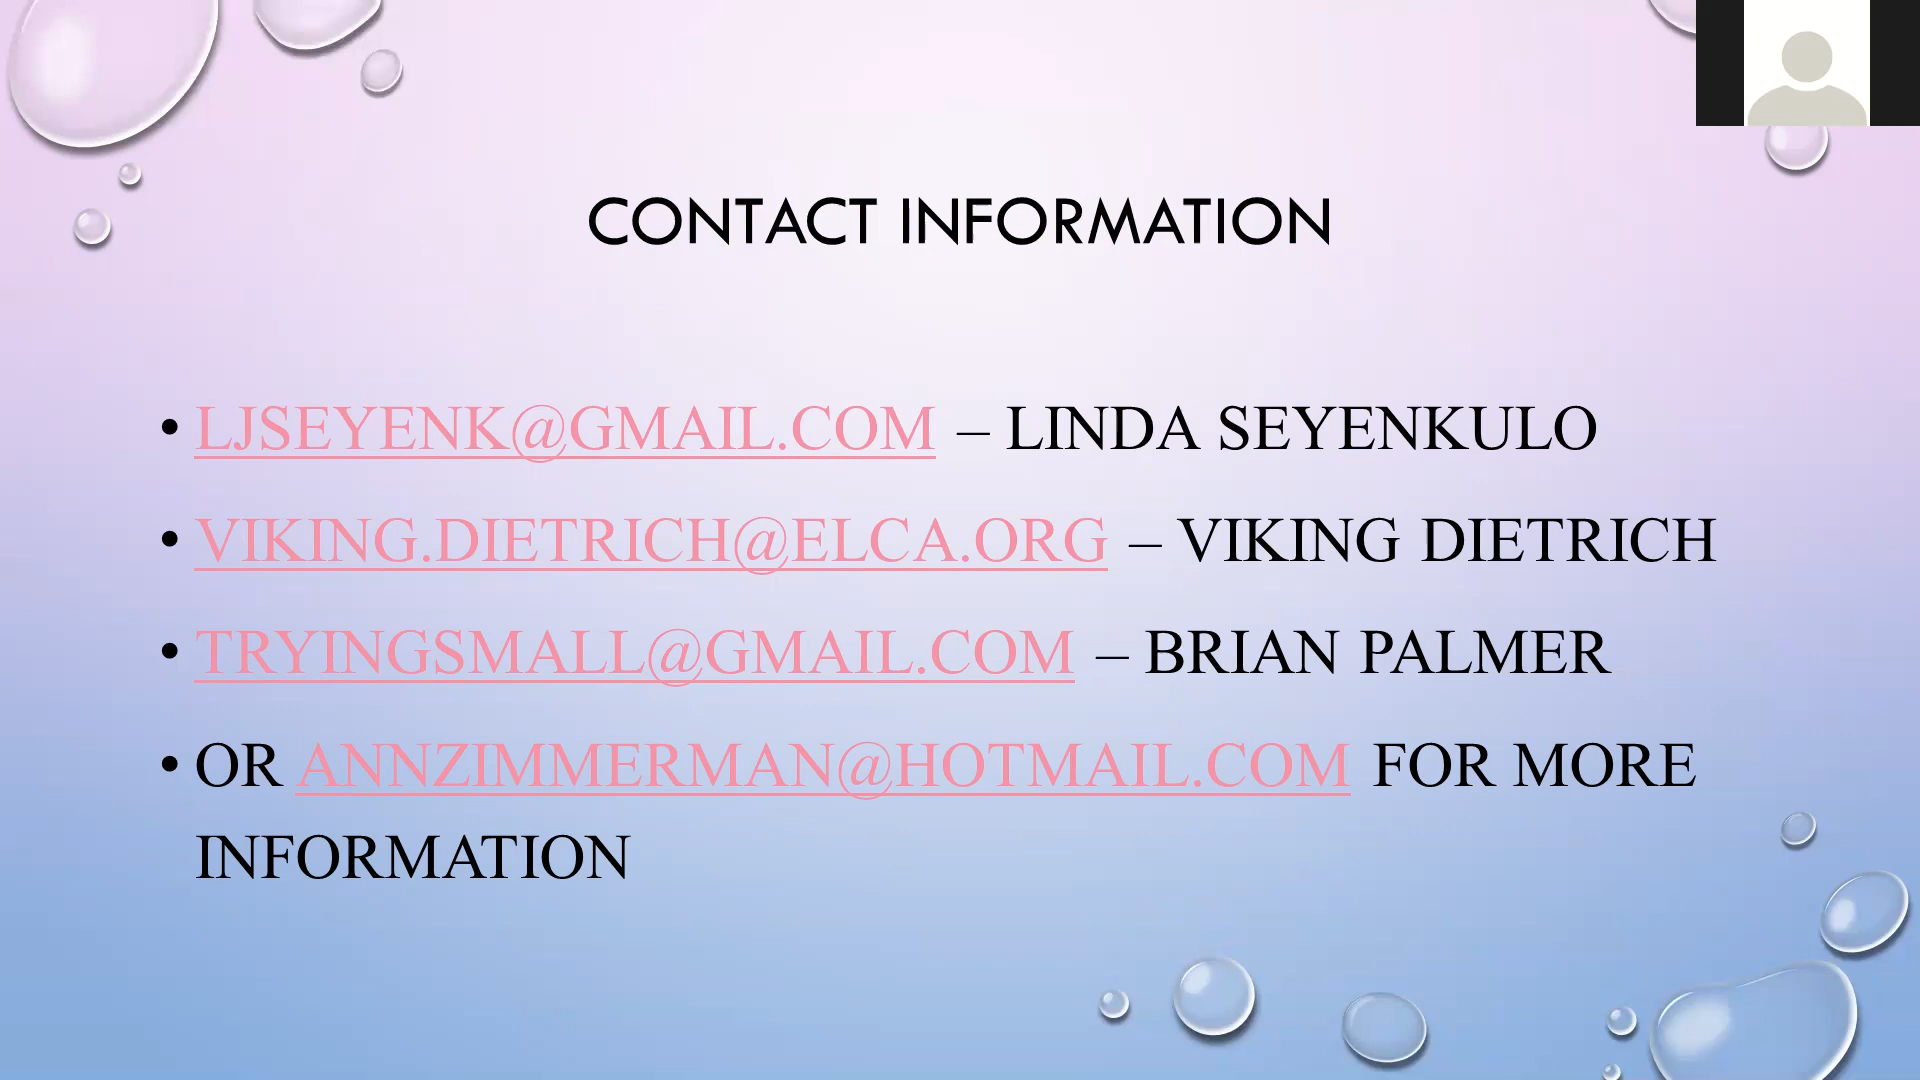 CONTACT INFORMATION
• LJSEYENK@GMAIL.COM – LINDA SEYENKULO
• VIKING.DIETRICH@ELCA.ORG – VIKING DIETRICH
• TRYINGSMALL@GMAIL.COM – BRIAN PALMER
• OR ANNZIMMERMAN@HOTMAIL.COM FOR MORE
INFORMATION